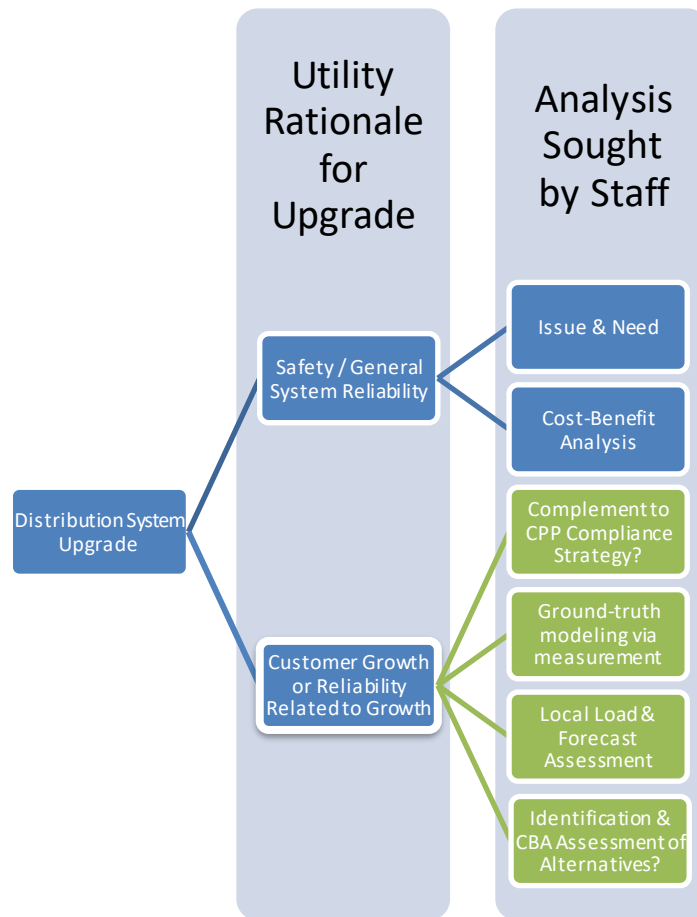 Utility
Rationale
for
Upgrade
Analysis
Sought
by Staff
Safety / General
System Reliability
Issue & Need
Cost-Benefit
Analysis
Distribution System
Upgrade
Customer Growth
or Reliability
Related to Growth
Complement to
CPP Compliance
Strategy?
Ground-truth
modeling via
measurement
Local Load &
Forecast
Assessment
Identification &
CBA Assessment of
Alternatives?